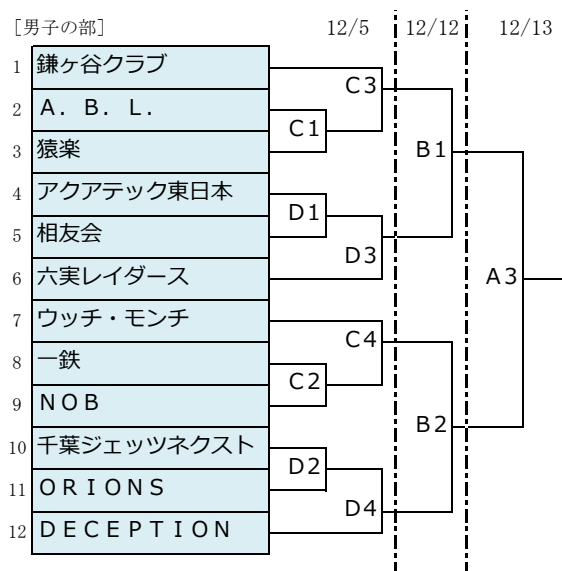 ［男子の部］ 12/5 12/12 12/13
1 鎌ヶ谷クラブ
C3
2 Ａ．Ｂ．Ｌ．
C1
3 猿楽
B1
4 アクアテック東日本
D1
5 相友会
D3
6 六実レイダース
A3
7 ウッチ・モンチ
C4
8 一鉄
C2
9 ＮＯＢ
B2
10 千葉ジェッツネクスト
D2
11 ＯＲＩＯＮＳ
D4
12 ＤＥＣＥＰＴＩＯＮ